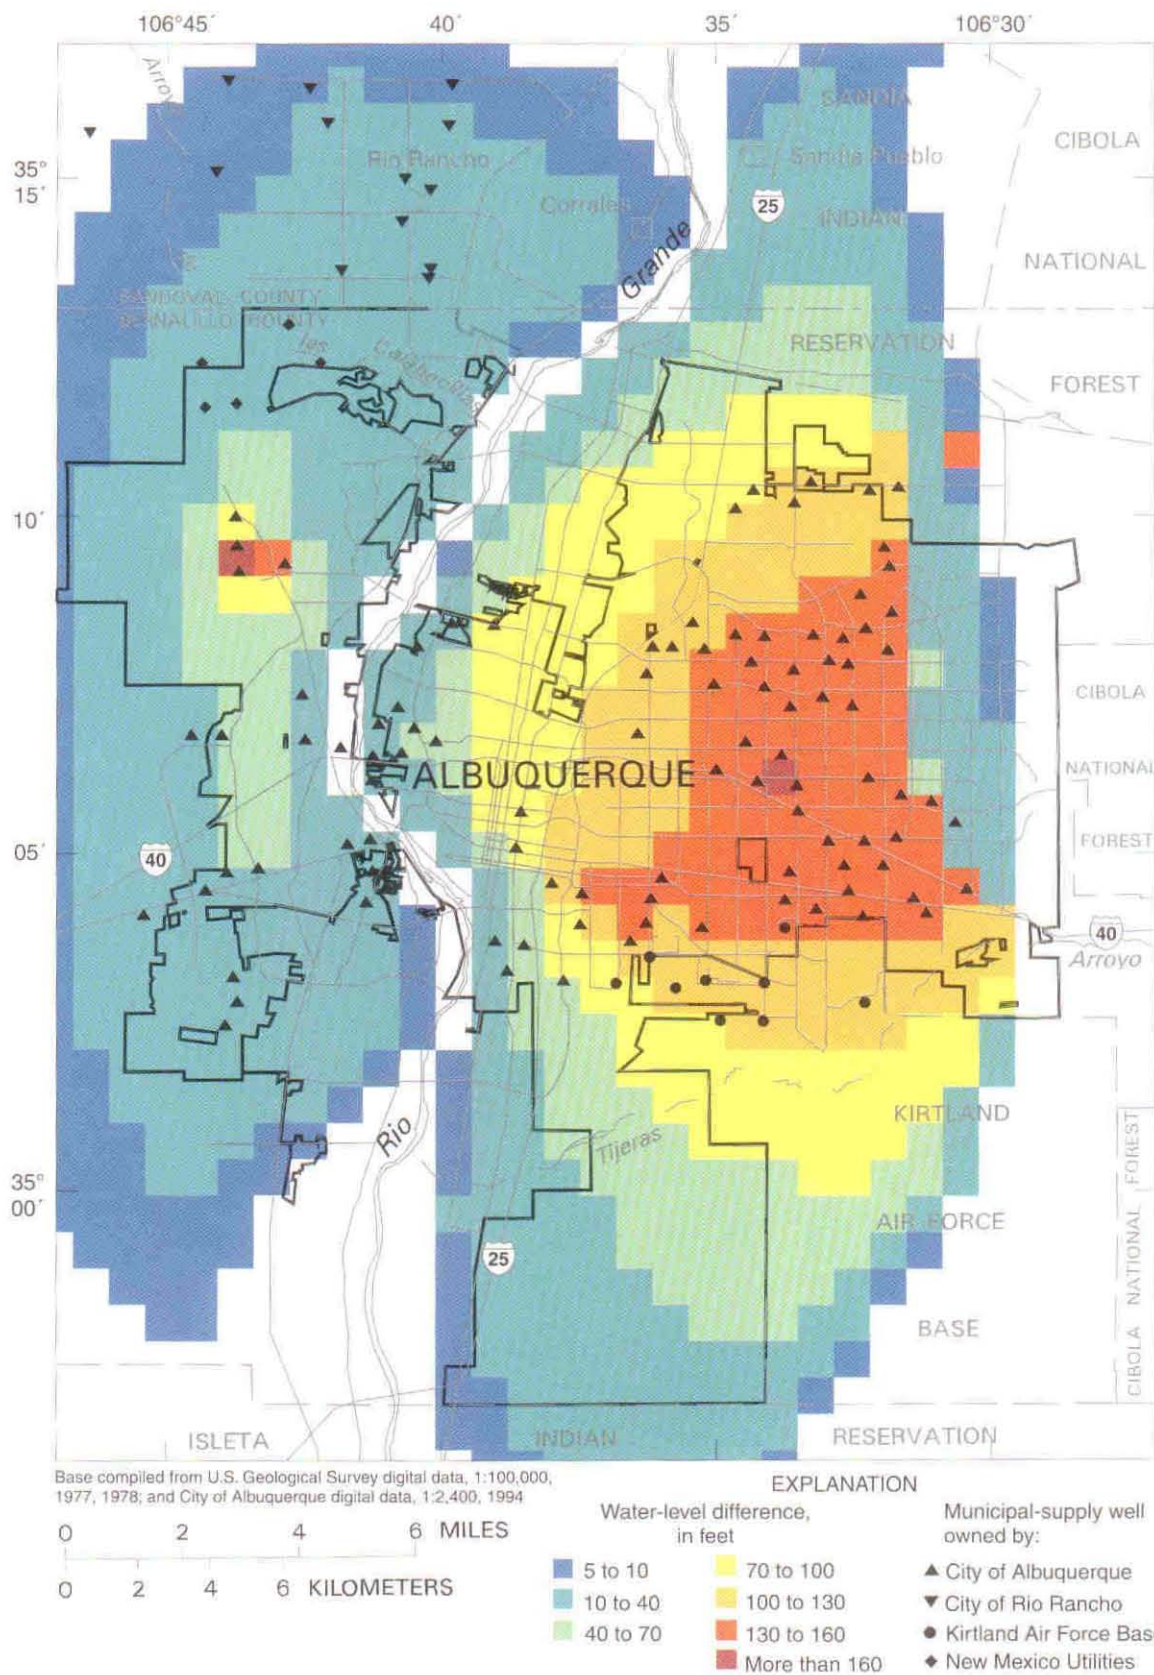 106°45´ 40´ 35´ 106°30´
Arroyo
SANDIA
CIBOLA
35°
15´
Rio Rancho
Sandia Pueblo
Corrales
25
INDIAN
Grande
NATIONAL
SANDOVAL COUNTY
BERNALILLO COUNTY
las
Calabacillas
RESERVATION
FOREST
10´
CIBOLA
NATIONAL
ALBUQUERQUE
FOREST
05´
40
40
Arroyo
KIRTLAND
Rio
Tijeras
35°
00´
AIR FORCE
25
BASE
CIBOLA NATIONAL FOREST
ISLETA INDIAN RESERVATION
Base compiled from U.S. Geological Survey digital data, 1:100,000,
1977, 1978; and City of Albuquerque digital data, 1:2,400, 1994
0 2 4 6 MILES
0 2 4 6 KILOMETERS
EXPLANATION
Water-level difference,
in feet
5 to 10
10 to 40
40 to 70
70 to 100
100 to 130
130 to 160
More than 160
Municipal-supply well
owned by:
City of Albuquerque
City of Rio Rancho
Kirtland Air Force Bas
New Mexico Utilities